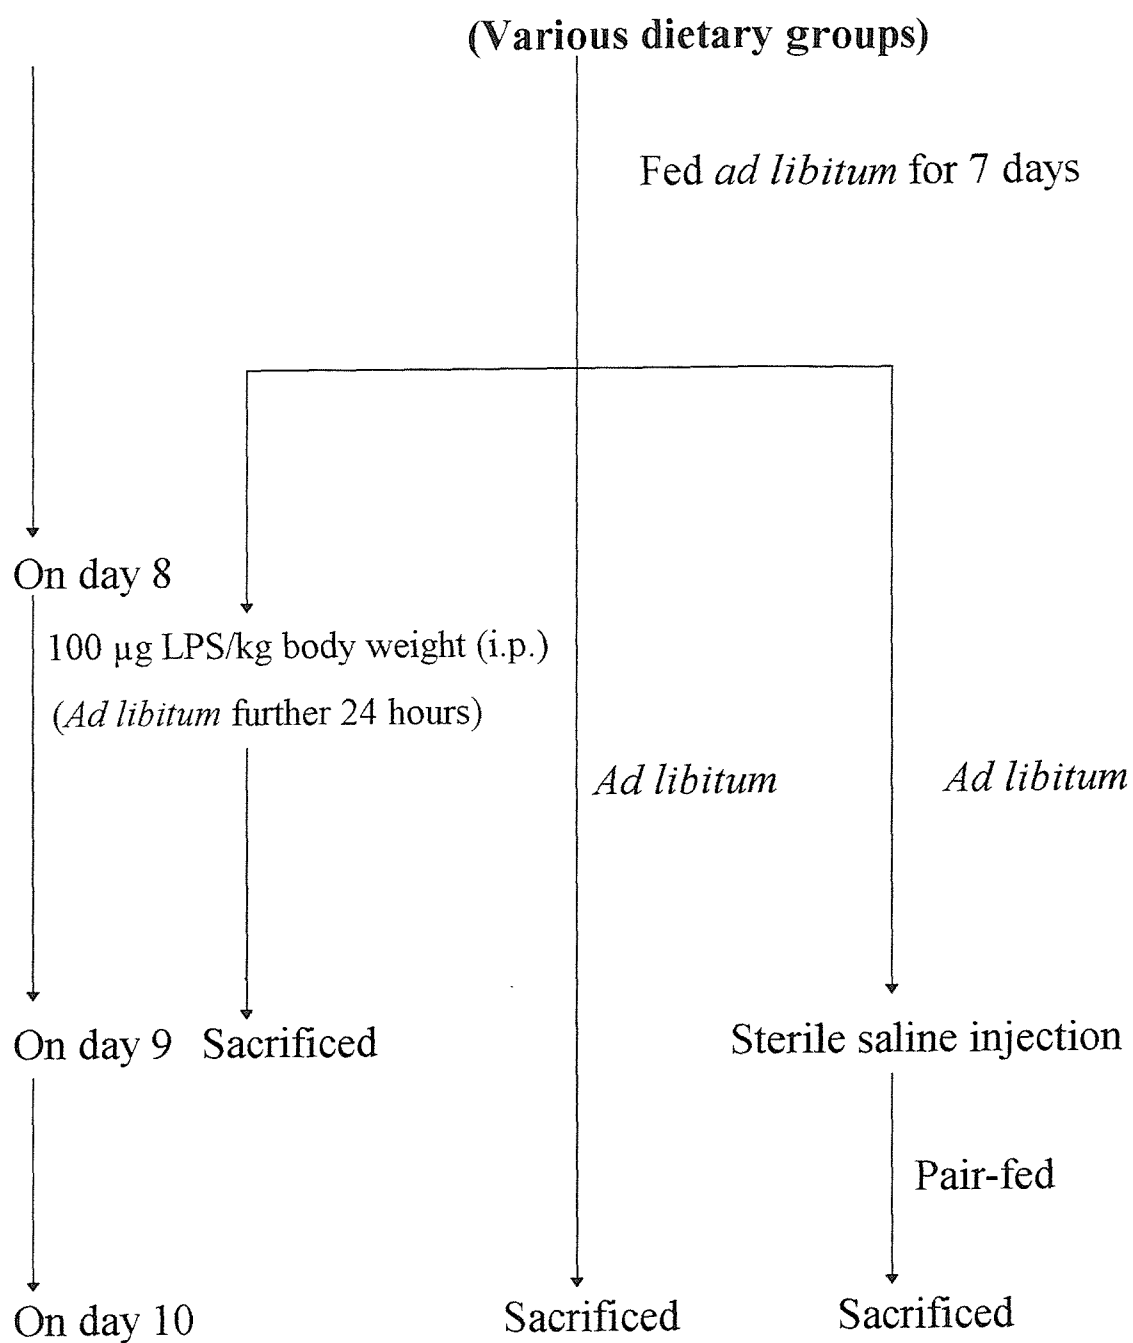 (Various dietary groups)
Fed ad libitum for 7 days
On day 8
100 µg LPS/kg body weight (i.p.)
(Ad libitum further 24 hours)
Ad libitum
Ad libitum
On day 9
Sacrificed
Sterile saline injection
Pair-fed
On day 10
Sacrificed
Sacrificed